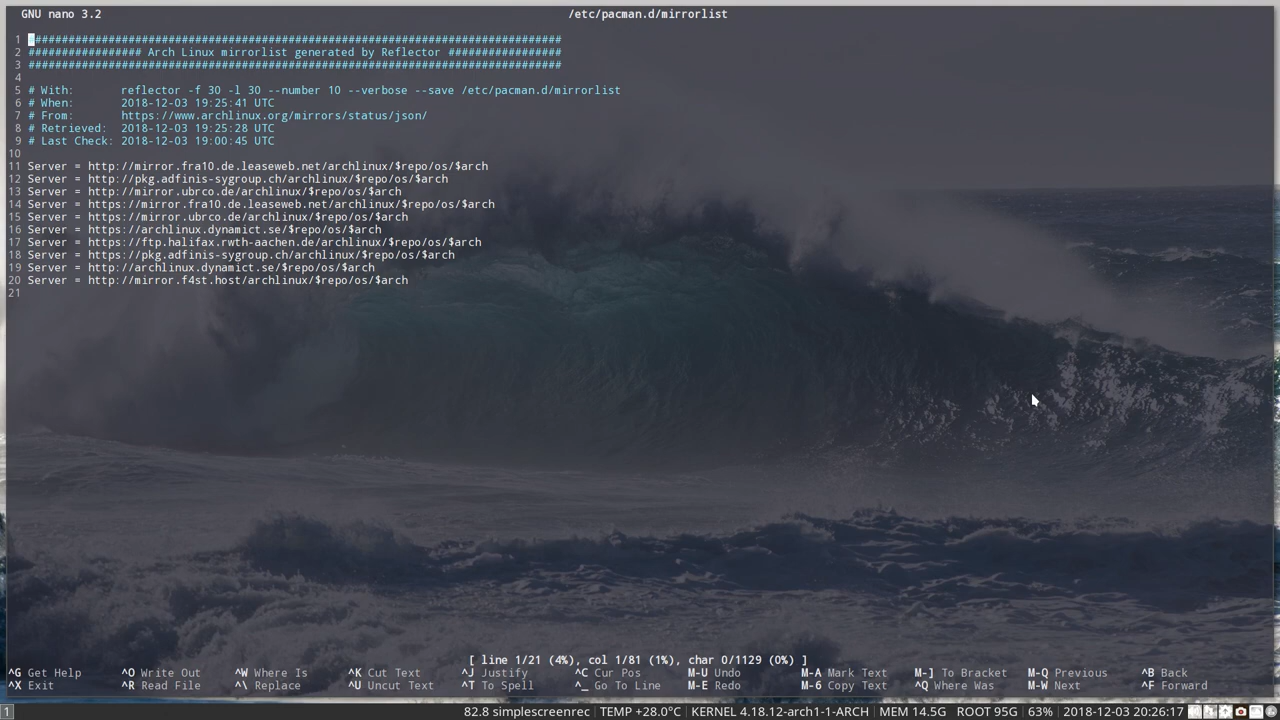 GNU nano 3.2 /etc/pacman.d/mirrorlist
1 ################################################################################
2 ################# Arch Linux mirrorlist generated by Reflector #################
3 ################################################################################
4
5 # With:       reflector -f 30 -l 30 --number 10 --verbose --save /etc/pacman.d/mirrorlist
6 # When:       2018-12-03 19:25:41 UTC
7 # From:       https://www.archlinux.org/mirrors/status/json/
8 # Retrieved:  2018-12-03 19:25:28 UTC
9 # Last Check: 2018-12-03 19:00:45 UTC
10
11 Server = http://mirror.fra10.de.leaseweb.net/archlinux/$repo/os/$arch
12 Server = http://pkg.adfinis-sygroup.ch/archlinux/$repo/os/$arch
13 Server = http://mirror.ubrco.de/archlinux/$repo/os/$arch
14 Server = https://mirror.fra10.de.leaseweb.net/archlinux/$repo/os/$arch
15 Server = https://mirror.ubrco.de/archlinux/$repo/os/$arch
16 Server = https://archlinux.dynamict.se/$repo/os/$arch
17 Server = https://ftp.halifax.rwth-aachen.de/archlinux/$repo/os/$arch
18 Server = https://pkg.adfinis-sygroup.ch/archlinux/$repo/os/$arch
19 Server = http://archlinux.dynamict.se/$repo/os/$arch
20 Server = http://mirror.f4st.host/archlinux/$repo/os/$arch
21
[ line 1/21 (4%), col 1/81 (1%), char 0/1129 (0%) ]
^G Get Help ^O Write Out ^W Where Is ^K Cut Text ^J Justify ^C Cur Pos M-U Undo M-A Mark Text M-] To Bracket M-Q Previous ^B Back
^X Exit ^R Read File ^\ Replace ^U Uncut Text ^T To Spell ^_ Go To Line M-E Redo M-6 Copy Text ^Q Where Was M-W Next ^F Forward
1 82.8 simplescreenrec TEMP +28.0°C KERNEL 4.18.12-arch1-1-ARCH MEM 14.5G ROOT 95G 63% 2018-12-03 20:26:17